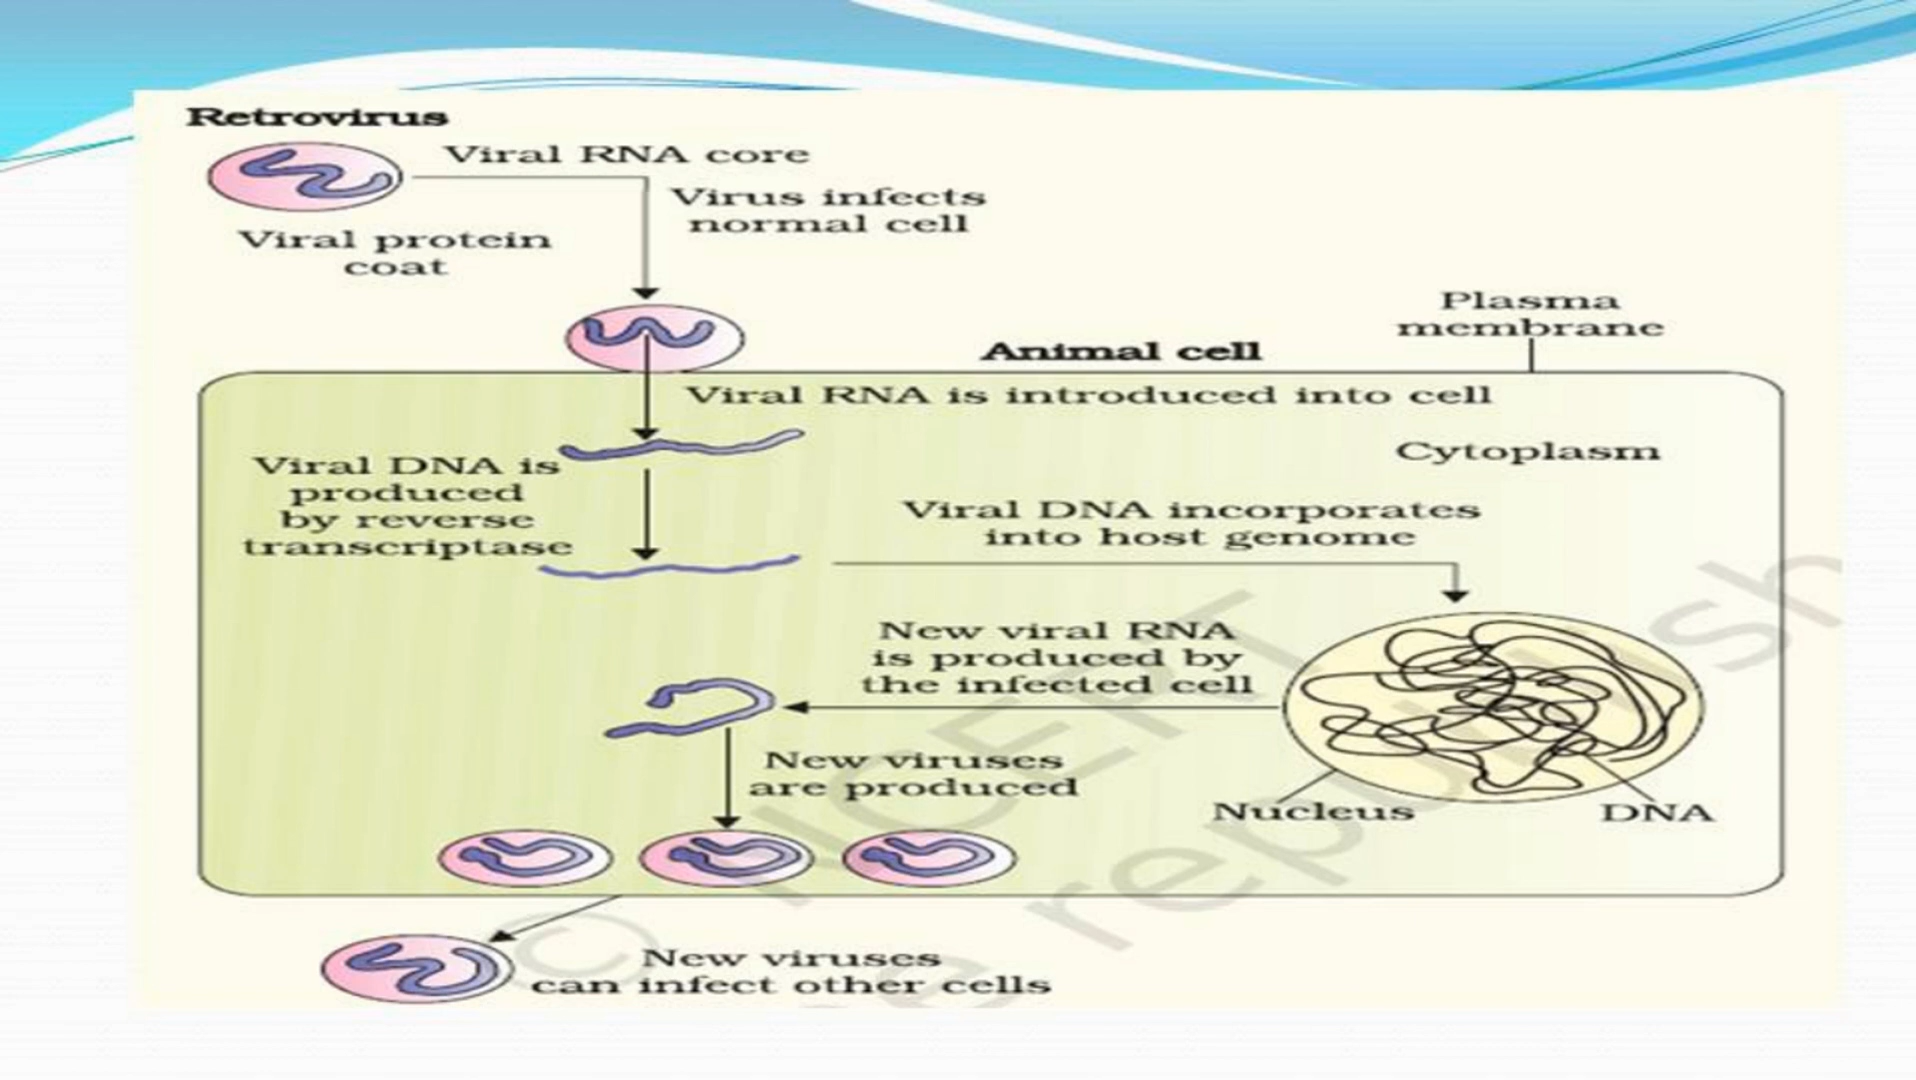 Retrovirus
Viral RNA core
Virus infects
normal cell
Viral protein
coat
Plasma
membrane
Animal cell
Viral RNA is introduced into cell
Cytoplasm
Viral DNA is
produced
by reverse
transcriptase
Viral DNA incorporates
into host genome
New viral RNA
is produced by
the infected cell
New viruses
are produced
Nucleus
DNA
New viruses
can infect other cells
© NCERT
e republish